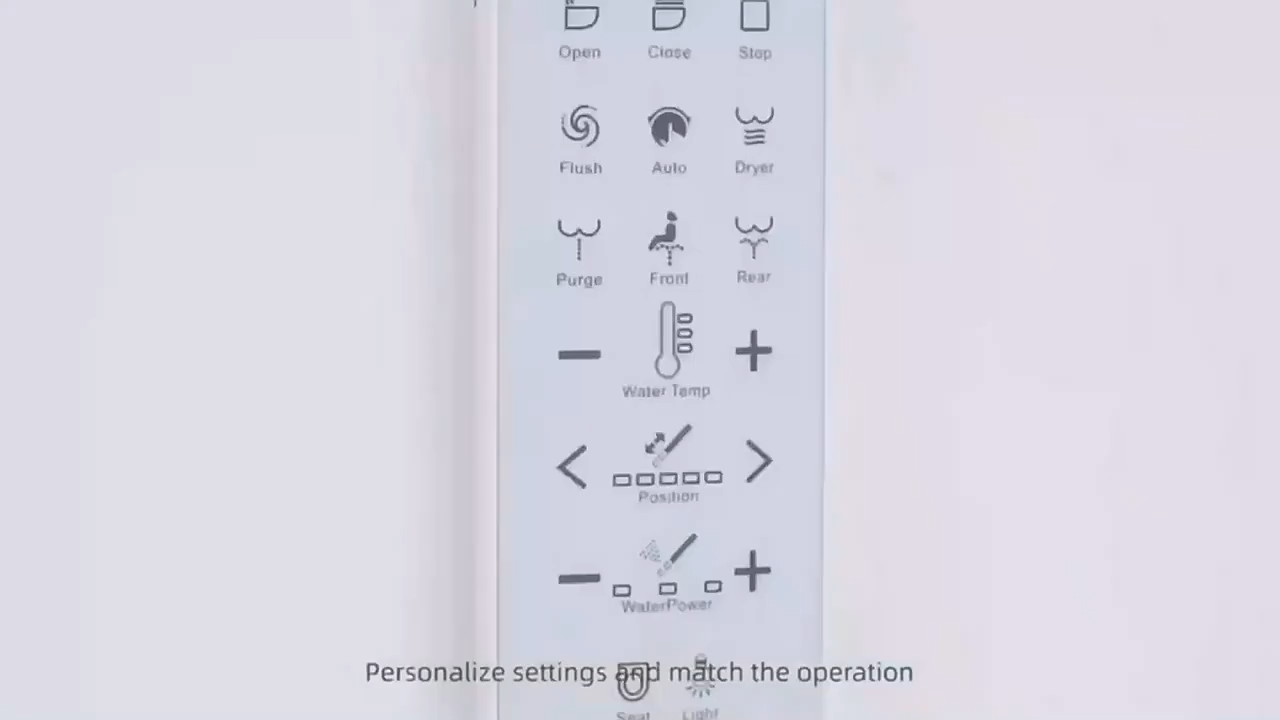 Open Close Stop
Flush Auto Dryer
Purge Front Rear
Water Temp
Position
WaterPower
Personalize settings and match the operation
Seat Light